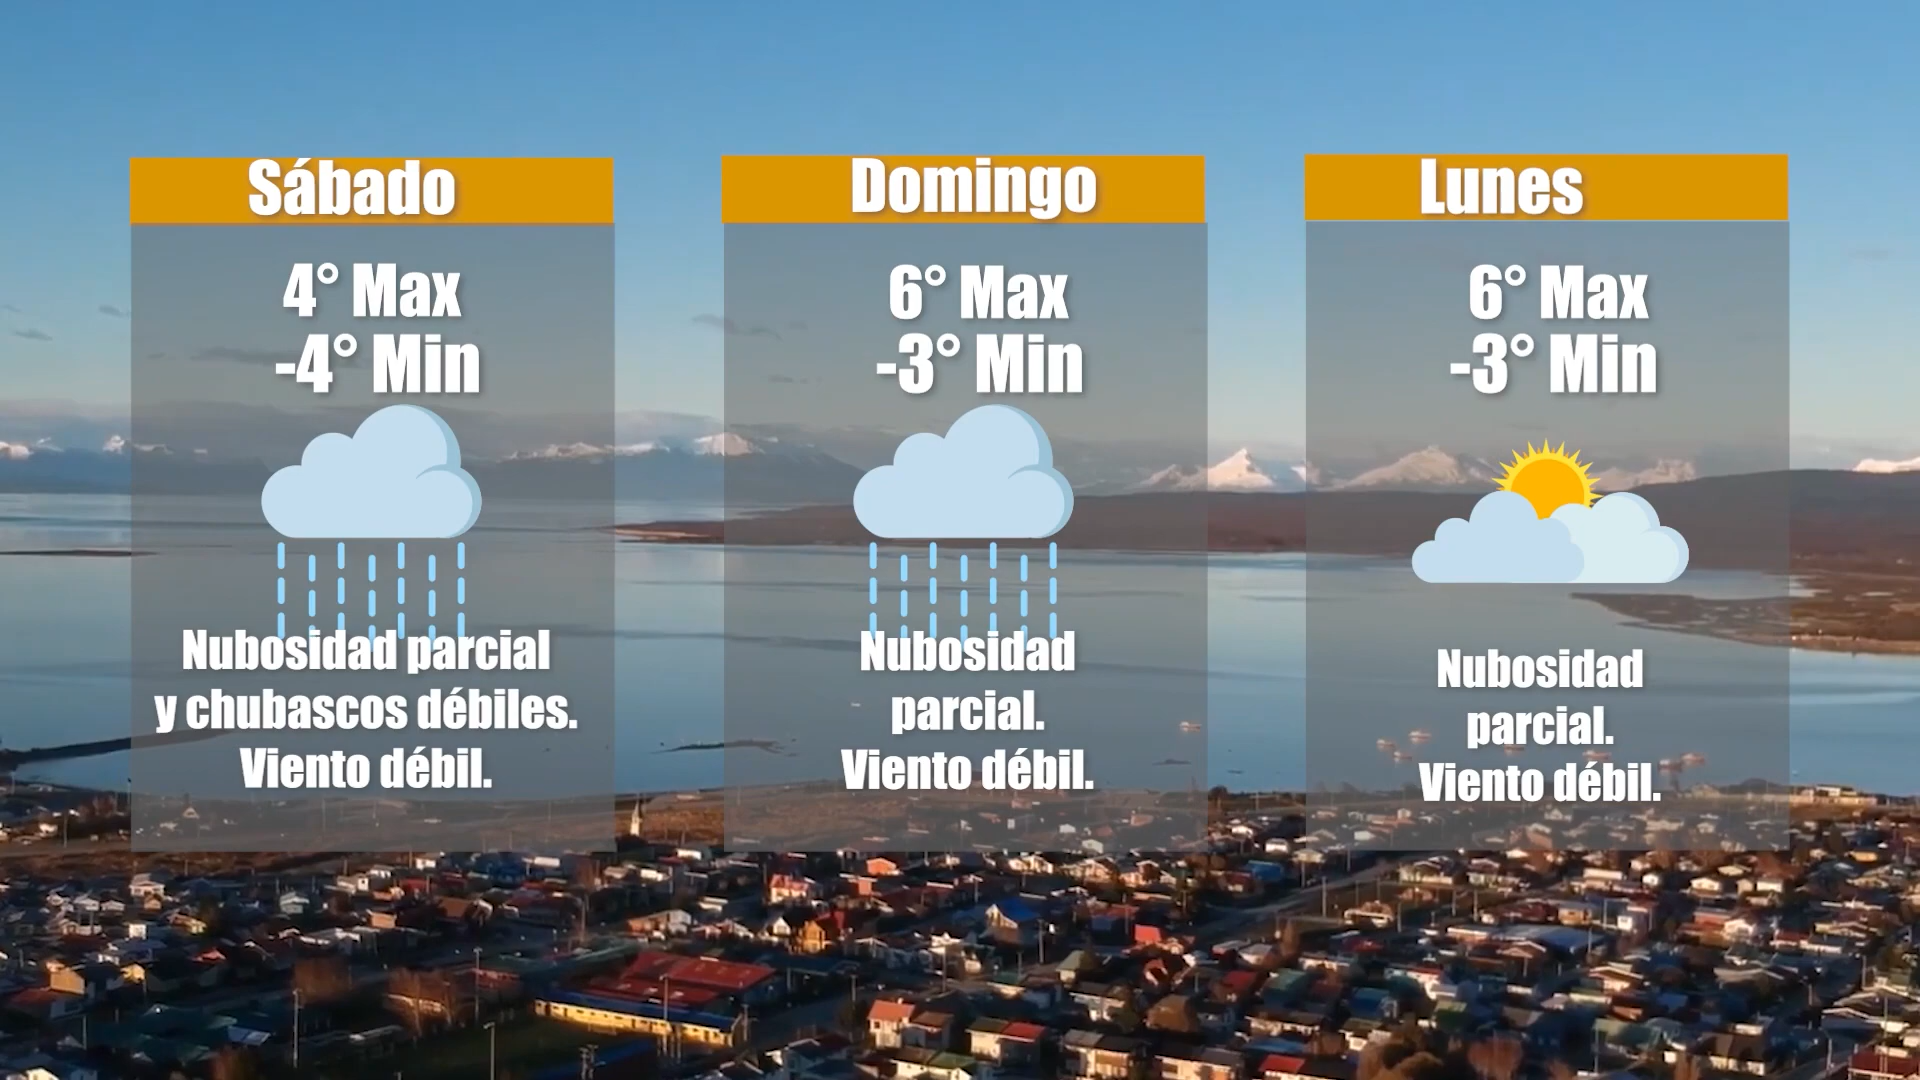 Sábado
4° Max
-4° Min
Nubosidad parcial
y chubascos débiles.
Viento débil.
Domingo
6° Max
-3° Min
Nubosidad
parcial.
Viento débil.
Lunes
6° Max
-3° Min
Nubosidad
parcial.
Viento débil.